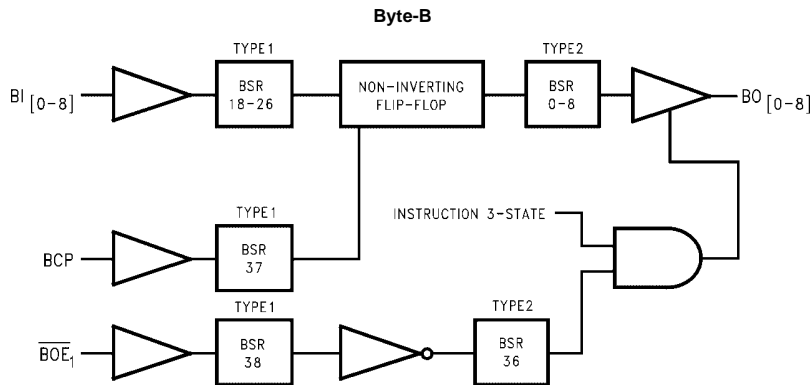 Byte-B
TYPE1
TYPE2
BI [0-8]
BSR
18-26
NON-INVERTING
FLIP-FLOP
BSR
0-8
BO [0-8]
TYPE1
INSTRUCTION 3-STATE
BCP
BSR
37
TYPE1
TYPE2
BOE1
BSR
38
BSR
36